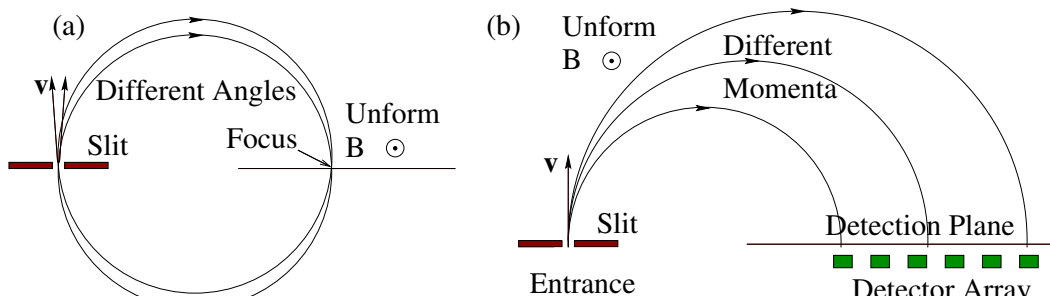 (a)
v
Different Angles
Slit
Focus
Unform
B
(b)
Unform
B
Different
Momenta
v
Slit
Detection Plane
Entrance
Detector Array